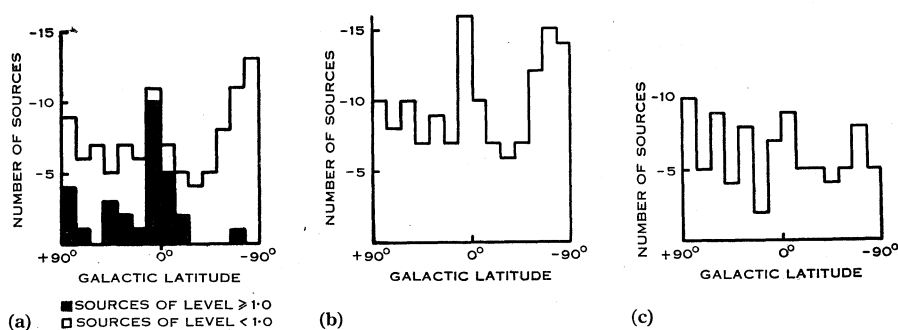 -15
-10
-5
NUMBER OF SOURCES
+90° 0° -90°
GALACTIC LATITUDE
SOURCES OF LEVEL ⩾ 1·0
SOURCES OF LEVEL < 1·0
(a)
-15
-10
-5
NUMBER OF SOURCES
+90° 0° -90°
GALACTIC LATITUDE
(b)
-10
-5
NUMBER OF SOURCES
+90° 0° -90°
GALACTIC LATITUDE
(c)